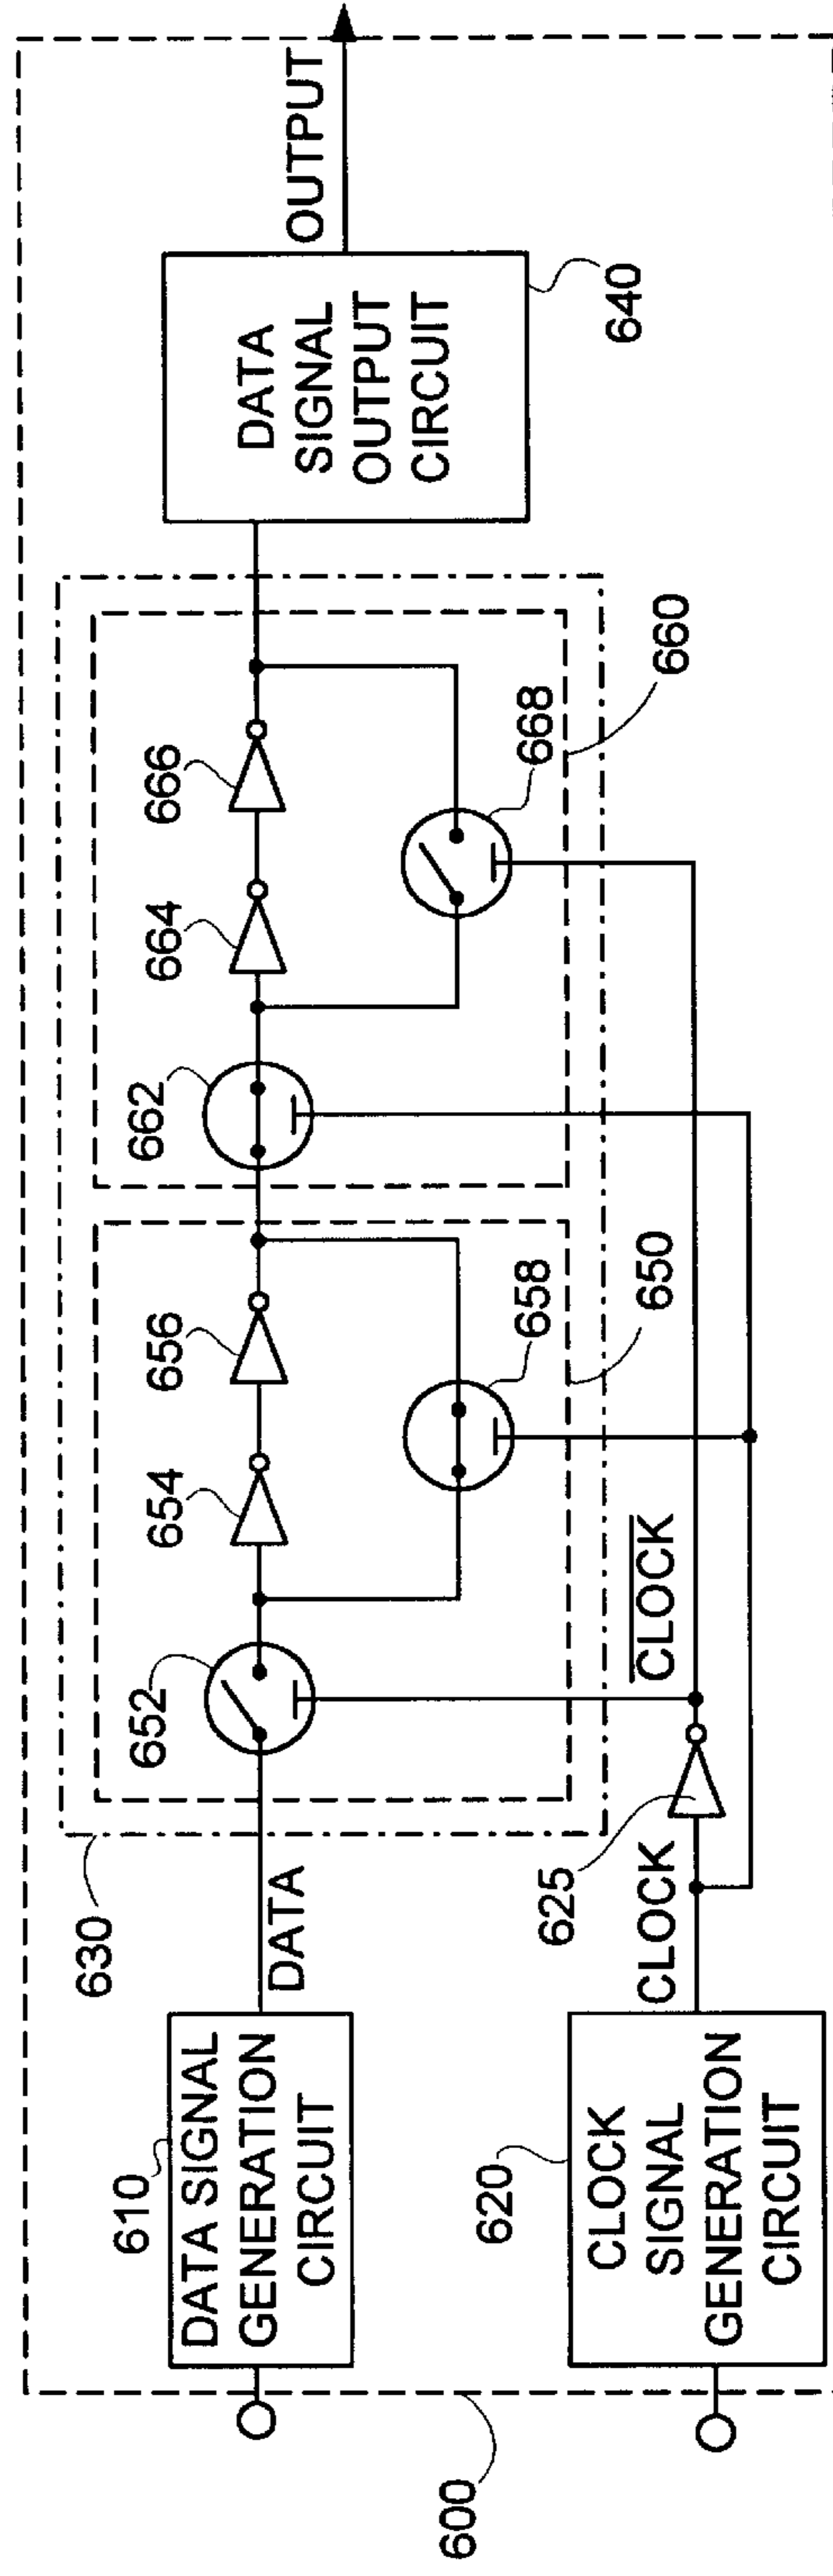 600
610
DATA SIGNAL
GENERATION
CIRCUIT
DATA
630
652
654
656
658
650
662
664
666
668
660
DATA
SIGNAL
OUTPUT
CIRCUIT
640
OUTPUT
620
CLOCK
SIGNAL
GENERATION
CIRCUIT
CLOCK
625
CLOCK